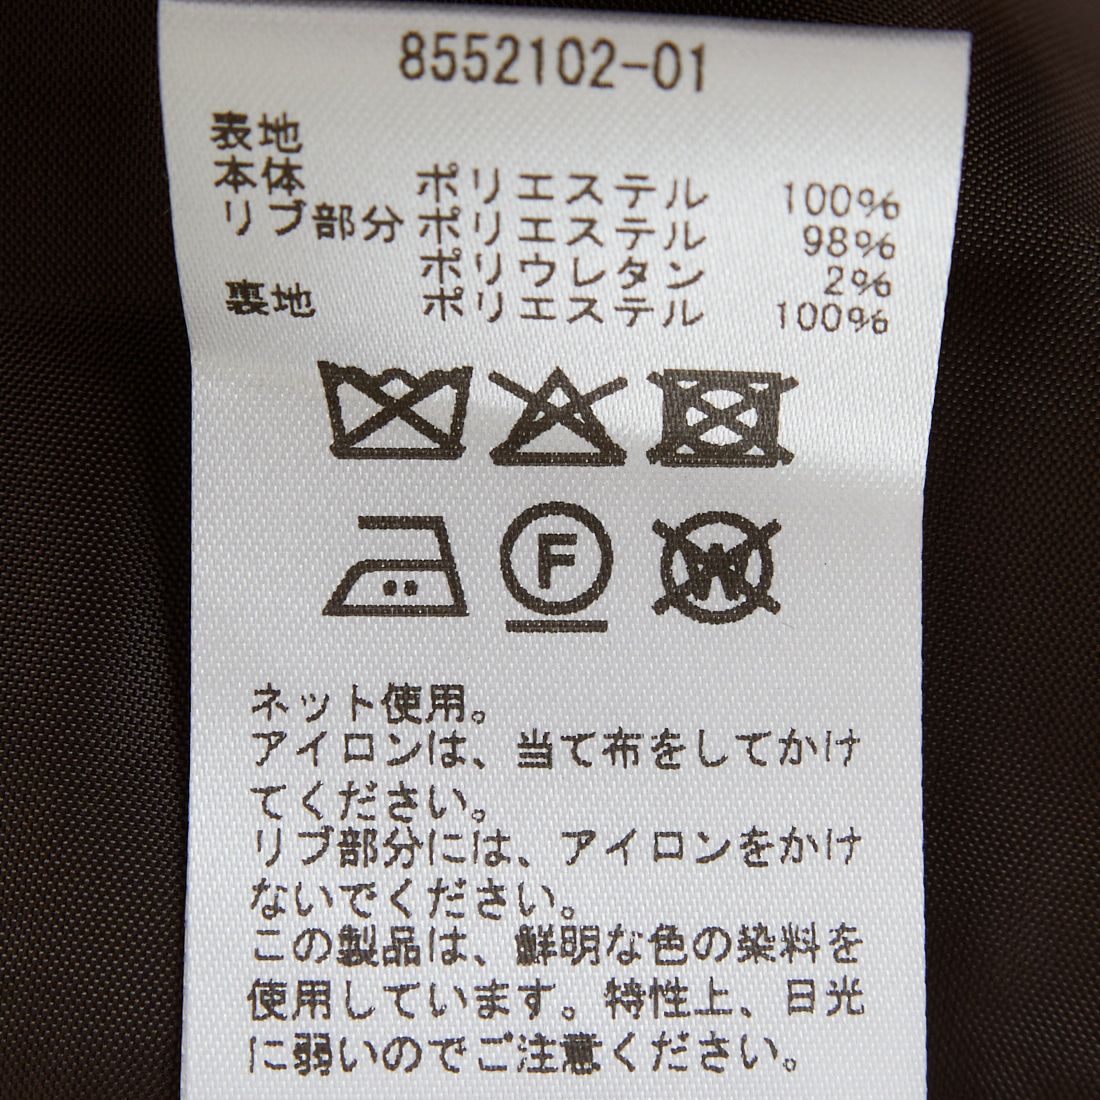 8552102-01
表地
本体 ポリエステル 100%
リブ部分 ポリエステル 98%
ポリウレタン 2%
裏地 ポリエステル 100%
F
W
ネット使用。
アイロンは、当て布をしてかけ
てください。
リブ部分には、アイロンをかけ
ないでください。
この製品は、鮮明な色の染料を
使用しています。特性上、日光
に弱いのでご注意ください。